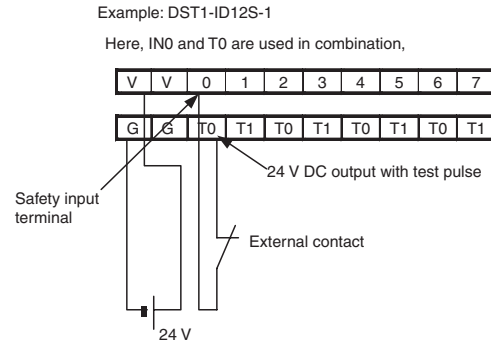 Example: DST1-ID12S-1
Here, IN0 and T0 are used in combination,
V V 0 1 2 3 4 5 6 7
G G T0 T1 T0 T1 T0 T1 T0 T1
24 V DC output with test pulse
Safety input
terminal
External contact
24 V